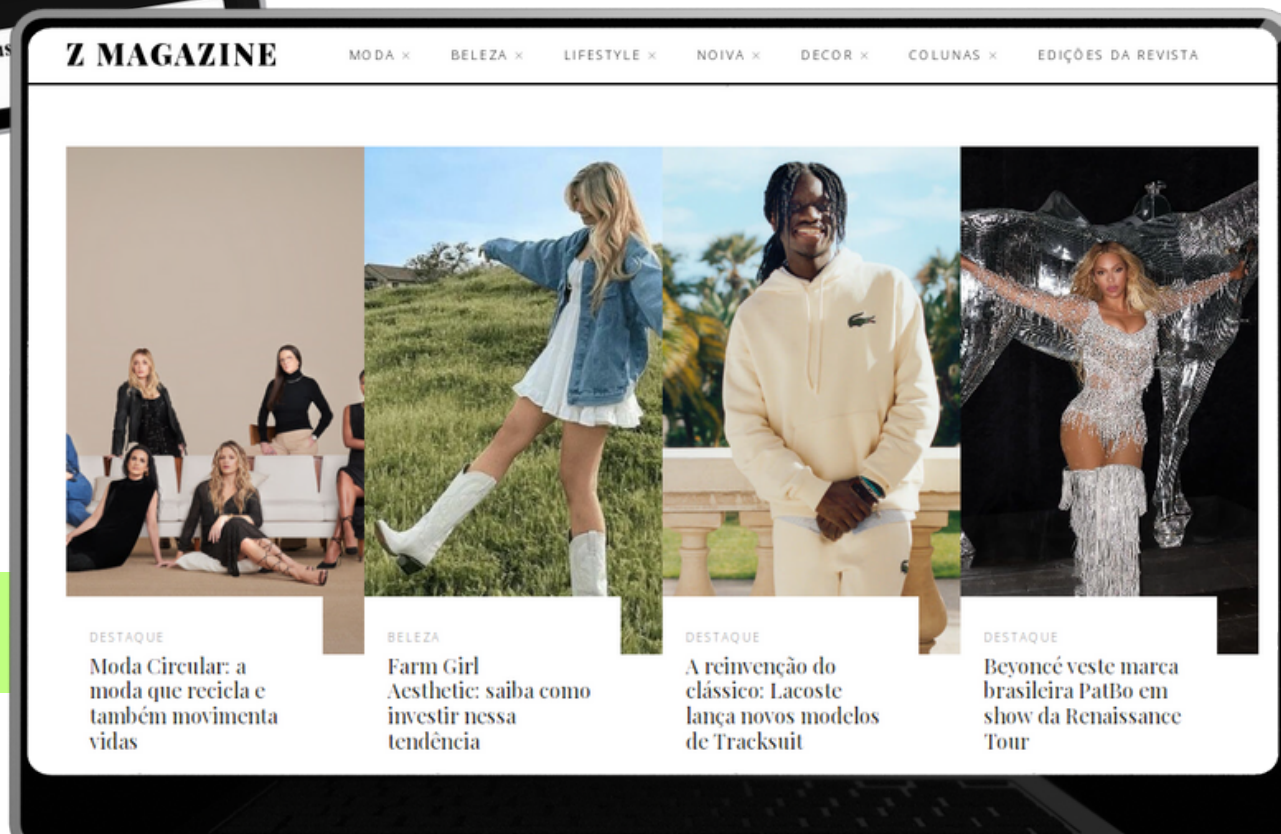 as
Z MAGAZINE
MODA ×
BELEZA ×
LIFESTYLE ×
NOIVA ×
DECOR ×
COLUNAS ×
EDIÇÕES DA REVISTA
DESTAQUE
Moda Circular: a
moda que recicla e
também movimenta
vidas
BELEZA
Farm Girl
Aesthetic: saiba como
investir nessa
tendência
DESTAQUE
A reinvenção do
clássico: Lacoste
lança novos modelos
de Tracksuit
DESTAQUE
Beyoncé veste marca
brasileira PatBo em
show da Renaissance
Tour